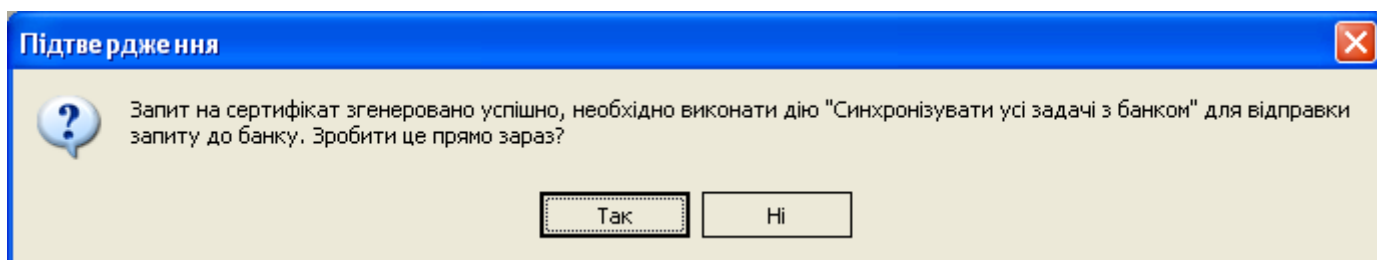 Підтвердження
Запит на сертифікат згенеровано успішно, необхідно виконати дію "Синхронізувати усі задачі з банком" для відправки
запиту до банку. Зробити це прямо зараз?
Так Ні